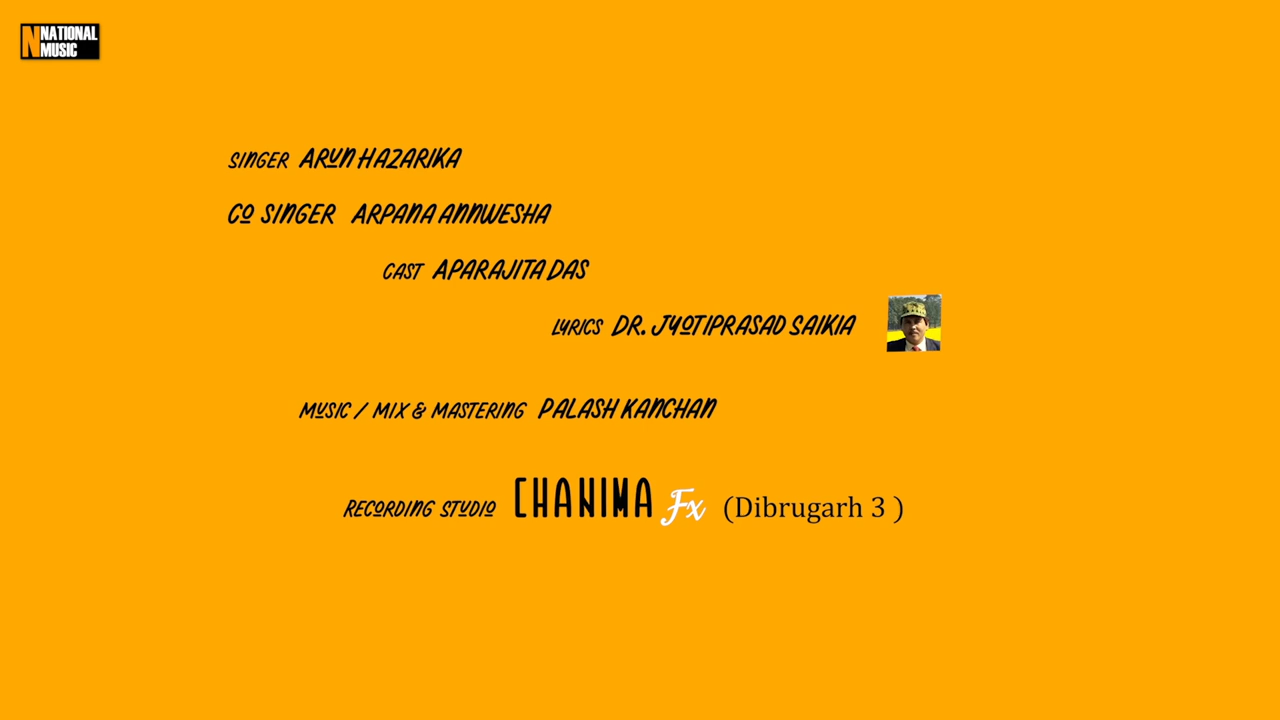 NATIONAL
MUSIC
SINGER ARUN HAZARIKA
CO SINGER ARPANA ANNWESHA
CAST APARAJITA DAS
LYRICS DR. JYOTIPRASAD SAIKIA
MUSIC / MIX & MASTERING PALASH KANCHAN
RECORDING STUDIO CHANIMA Fx (Dibrugarh 3 )